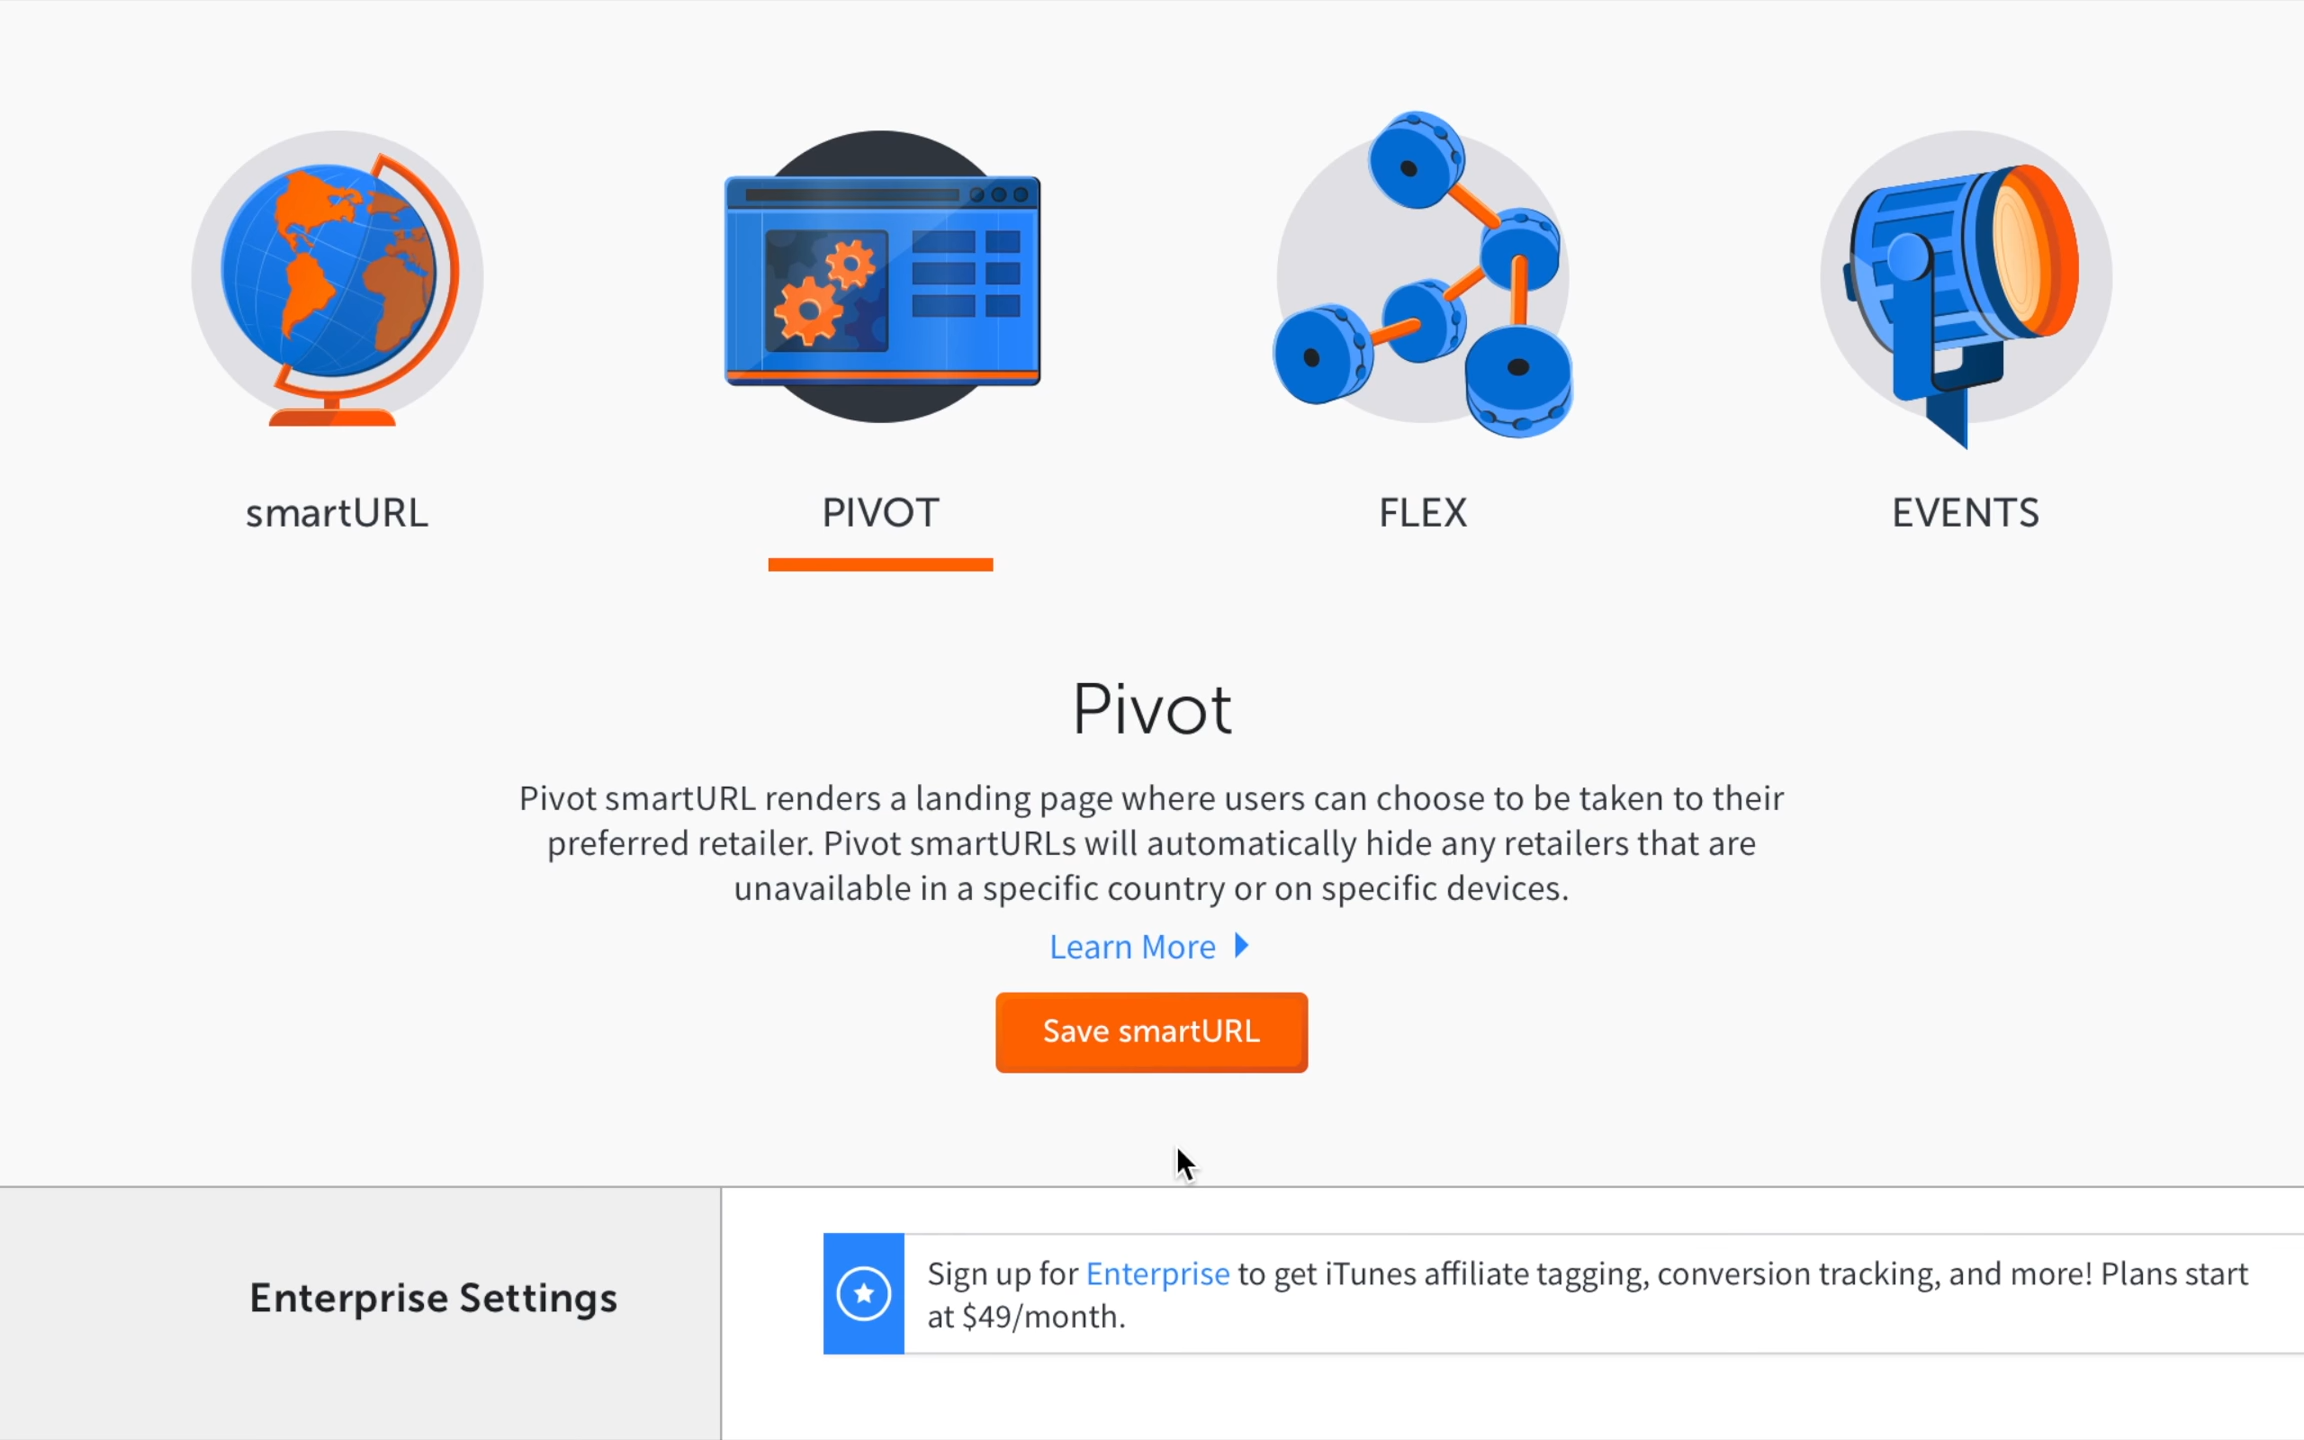 smartURL
PIVOT
FLEX
EVENTS
Pivot
Pivot smartURL renders a landing page where users can choose to be taken to their
preferred retailer. Pivot smartURLs will automatically hide any retailers that are
unavailable in a specific country or on specific devices.
Learn More
Save smartURL
Enterprise Settings
Sign up for Enterprise to get iTunes affiliate tagging, conversion tracking, and more! Plans start
at $49/month.